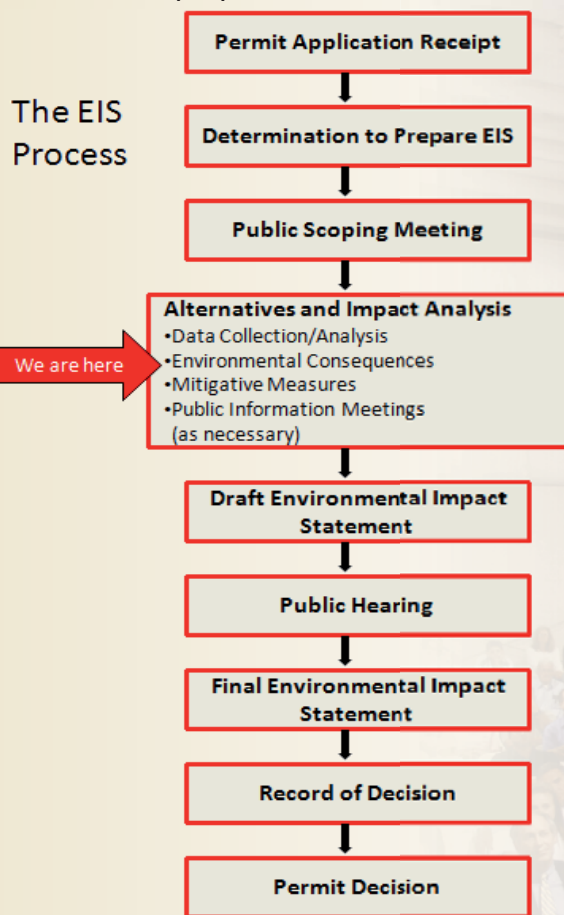 Permit Application Receipt
The EIS
Process
Determination to Prepare EIS
Public Scoping Meeting
Alternatives and Impact Analysis
•Data Collection/Analysis
We are here
•Environmental Consequences
•Mitigative Measures
•Public Information Meetings
(as necessary)
Draft Environmental Impact
Statement
Public Hearing
Final Environmental Impact
Statement
Record of Decision
Permit Decision